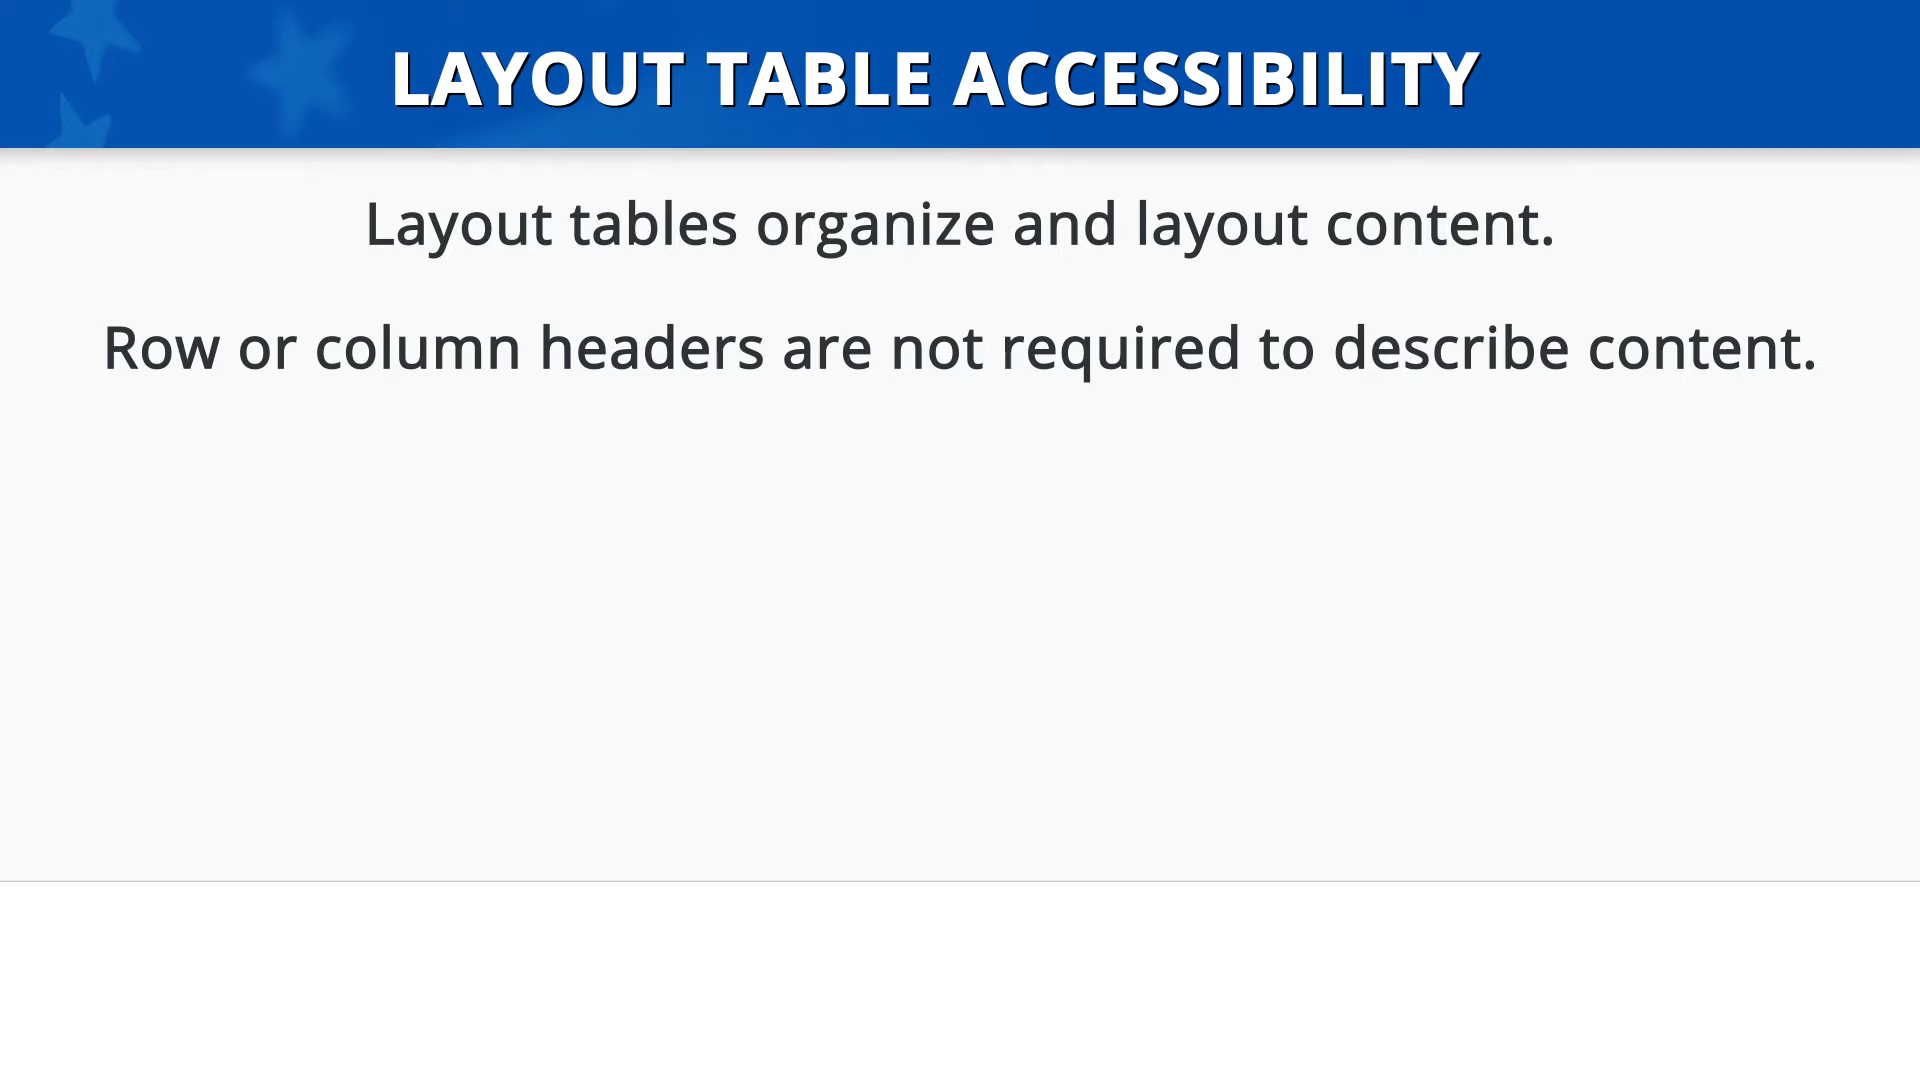 LAYOUT TABLE ACCESSIBILITY
Layout tables organize and layout content.
Row or column headers are not required to describe content.